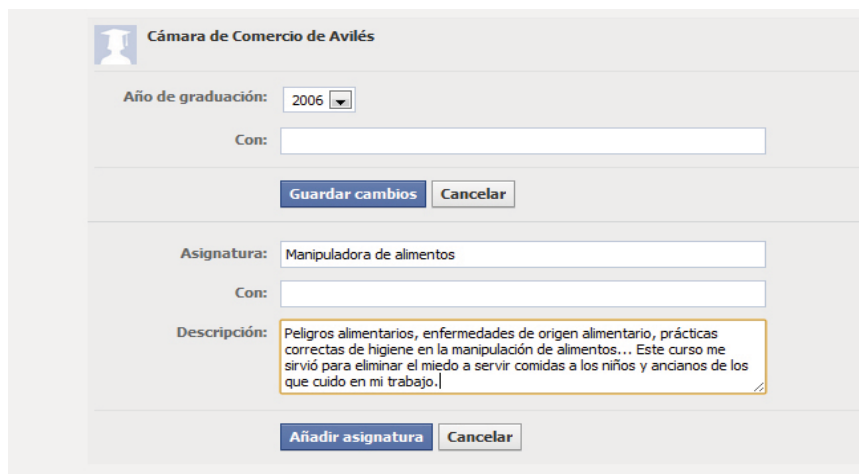 Cámara de Comercio de Avilés
Año de graduación: 2006
Con:
Guardar cambios Cancelar
Asignatura: Manipuladora de alimentos
Con:
Descripción: Peligros alimentarios, enfermedades de origen alimentario, prácticas
correctas de higiene en la manipulación de alimentos... Este curso me
sirvió para eliminar el miedo a servir comidas a los niños y ancianos de los
que cuido en mi trabajo.
Añadir asignatura Cancelar